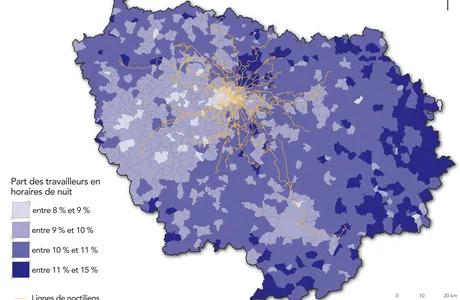 Part des travailleurs en
horaires de nuit
entre 8 % et 9 %
entre 9 % et 10 %
entre 10 % et 11 %
entre 11 % et 15 %
Lignes de noctiliens
0 10 20 km